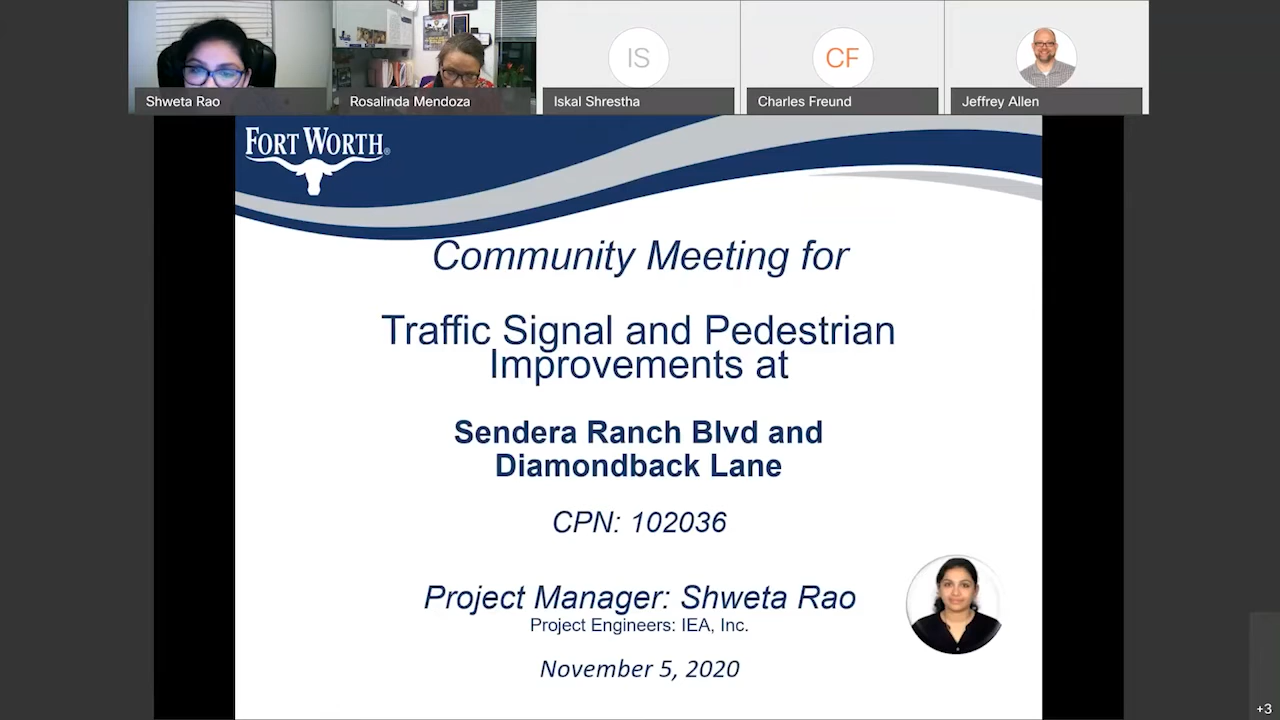 Shweta Rao
Rosalinda Mendoza
IS
Iskal Shrestha
CF
Charles Freund
Jeffrey Allen
FORT WORTH®
Community Meeting for
Traffic Signal and Pedestrian
Improvements at
Sendera Ranch Blvd and
Diamondback Lane
CPN: 102036
Project Manager: Shweta Rao
Project Engineers: IEA, Inc.
November 5, 2020
+3